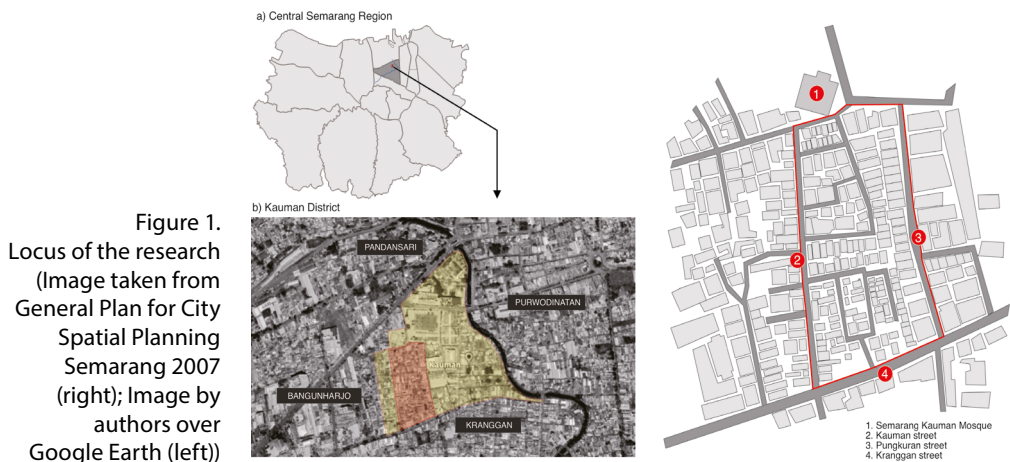 Figure 1.
Locus of the research
(Image taken from
General Plan for City
Spatial Planning
Semarang 2007
(right); Image by
authors over
Google Earth (left))
a) Central Semarang Region
b) Kauman District
PANDANSARI
PURWODINATAN
Kauman
BANGUNHARJO
KRANGGAN
1
2
3
4
1. Semarang Kauman Mosque
2. Kauman street
3. Pungkuran street
4. Kranggan street